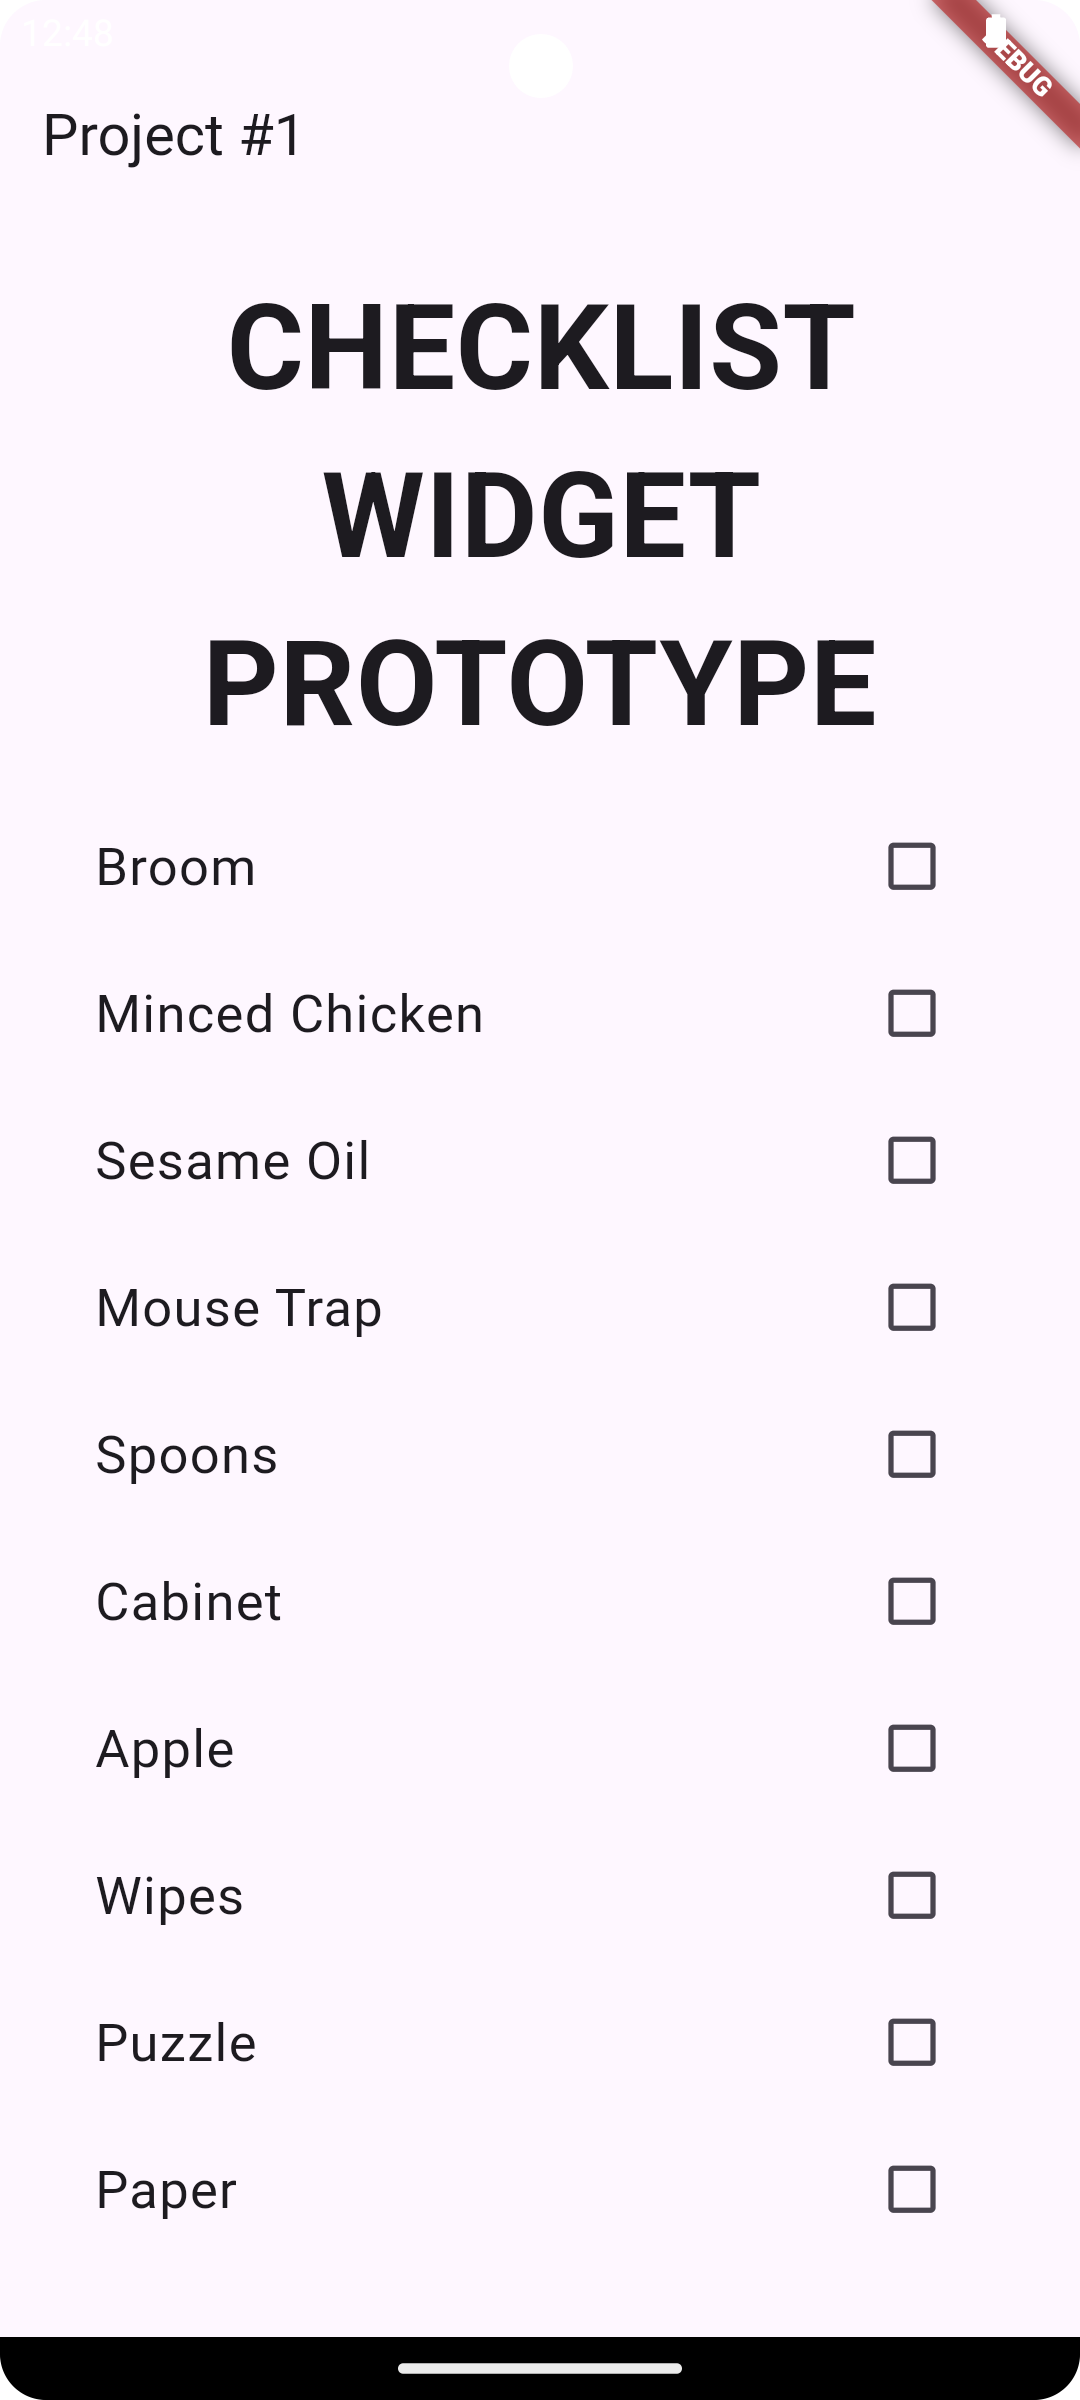 12:48
Project #1
CHECKLIST
WIDGET
PROTOTYPE
Broom
Minced Chicken
Sesame Oil
Mouse Trap
Spoons
Cabinet
Apple
Wipes
Puzzle
Paper